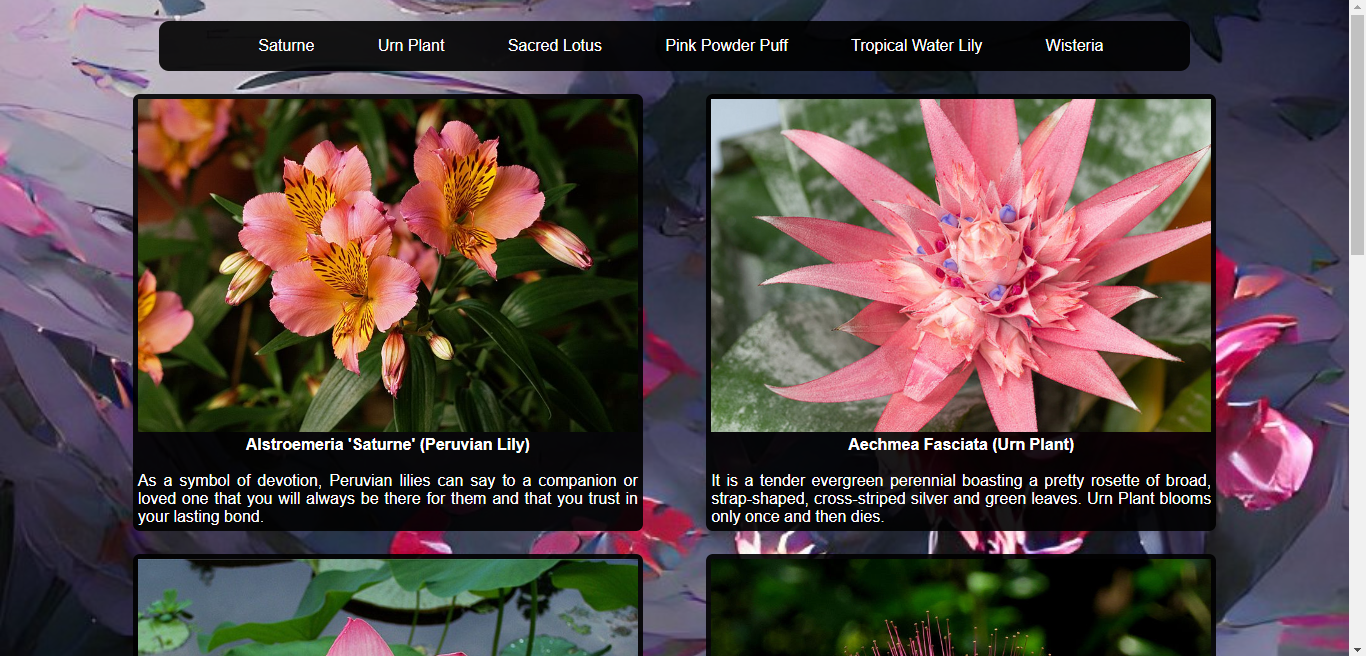 Saturne Urn Plant Sacred Lotus Pink Powder Puff Tropical Water Lily Wisteria
Alstroemeria 'Saturne' (Peruvian Lily)
As a symbol of devotion, Peruvian lilies can say to a companion or
loved one that you will always be there for them and that you trust in
your lasting bond.
Aechmea Fasciata (Urn Plant)
It is a tender evergreen perennial boasting a pretty rosette of broad,
strap-shaped, cross-striped silver and green leaves. Urn Plant blooms
only once and then dies.